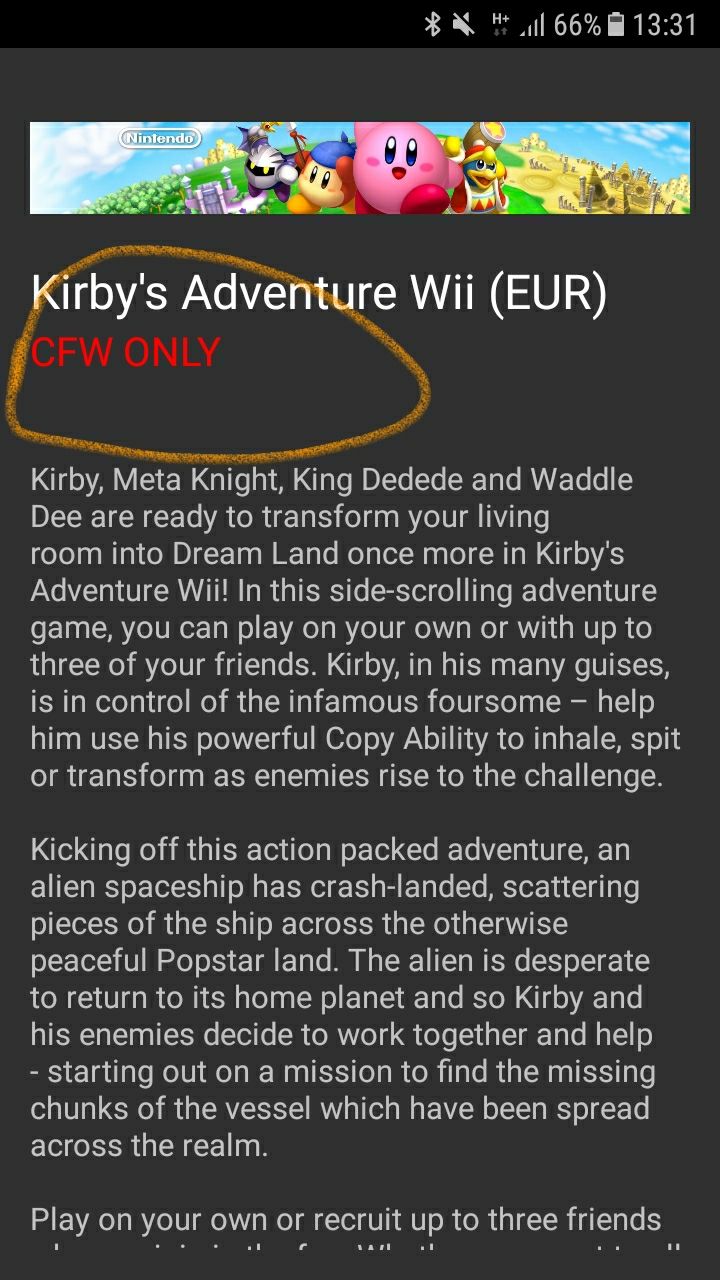 H+ 66% 13:31
Nintendo
Kirby's Adventure Wii (EUR)
CFW ONLY
Kirby, Meta Knight, King Dedede and Waddle
Dee are ready to transform your living
room into Dream Land once more in Kirby's
Adventure Wii! In this side-scrolling adventure
game, you can play on your own or with up to
three of your friends. Kirby, in his many guises,
is in control of the infamous foursome – help
him use his powerful Copy Ability to inhale, spit
or transform as enemies rise to the challenge.
Kicking off this action packed adventure, an
alien spaceship has crash-landed, scattering
pieces of the ship across the otherwise
peaceful Popstar land. The alien is desperate
to return to its home planet and so Kirby and
his enemies decide to work together and help
- starting out on a mission to find the missing
chunks of the vessel which have been spread
across the realm.
Play on your own or recruit up to three friends